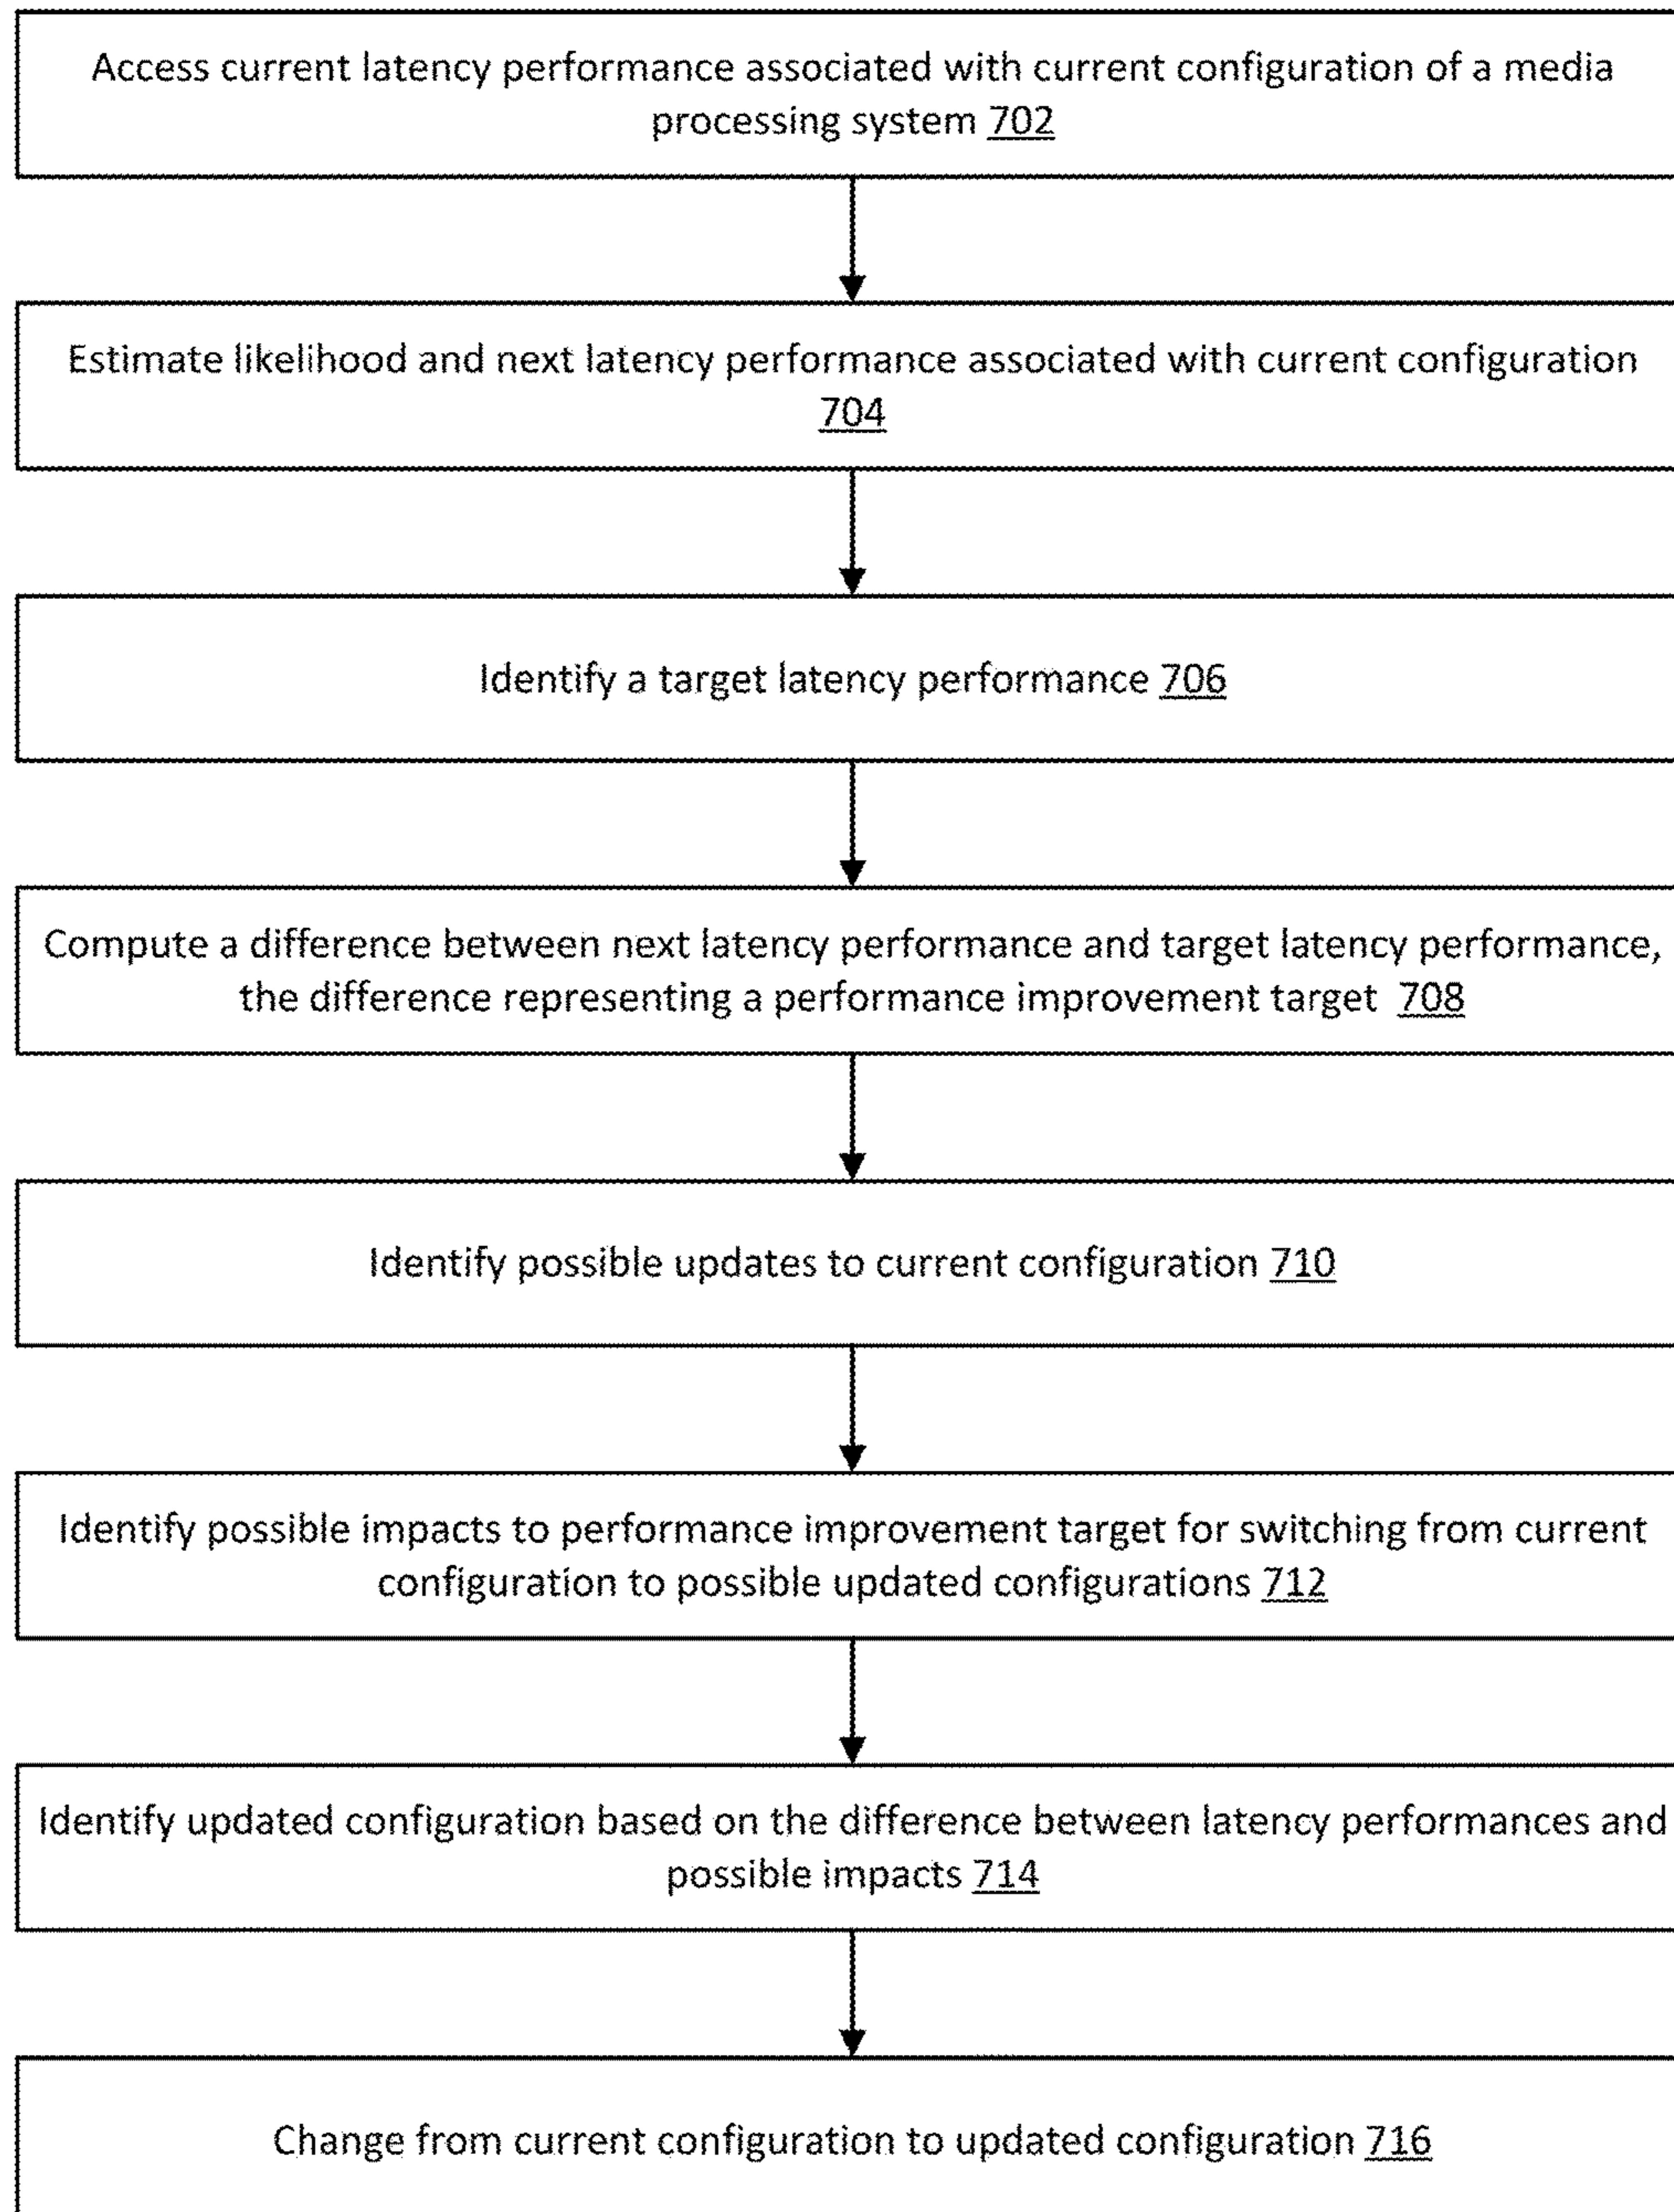 Access current latency performance associated with current configuration of a media
processing system 702
Estimate likelihood and next latency performance associated with current configuration
704
Identify a target latency performance 706
Compute a difference between next latency performance and target latency performance,
the difference representing a performance improvement target 708
Identify possible updates to current configuration 710
Identify possible impacts to performance improvement target for switching from current
configuration to possible updated configurations 712
Identify updated configuration based on the difference between latency performances and
possible impacts 714
Change from current configuration to updated configuration 716